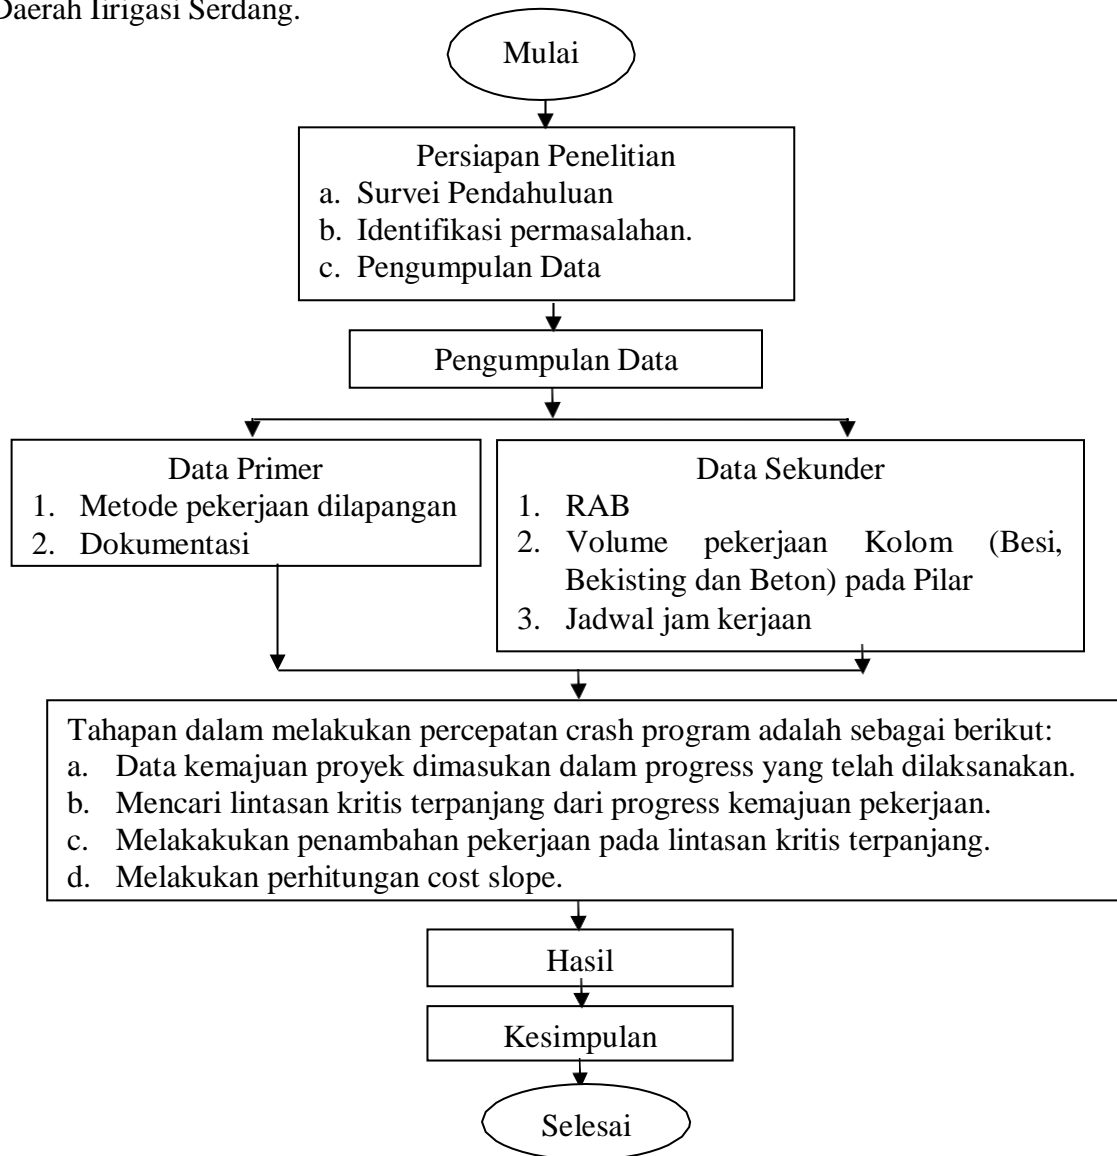 Daerah Iirigasi Serdang.
Mulai
Persiapan Penelitian
a. Survei Pendahuluan
b. Identifikasi permasalahan.
c. Pengumpulan Data
Pengumpulan Data
Data Primer
1. Metode pekerjaan dilapangan
2. Dokumentasi
Data Sekunder
1. RAB
2. Volume pekerjaan Kolom (Besi,
Bekisting dan Beton) pada Pilar
3. Jadwal jam kerjaan
Tahapan dalam melakukan percepatan crash program adalah sebagai berikut:
a. Data kemajuan proyek dimasukan dalam progress yang telah dilaksanakan.
b. Mencari lintasan kritis terpanjang dari progress kemajuan pekerjaan.
c. Melakakukan penambahan pekerjaan pada lintasan kritis terpanjang.
d. Melakukan perhitungan cost slope.
Hasil
Kesimpulan
Selesai